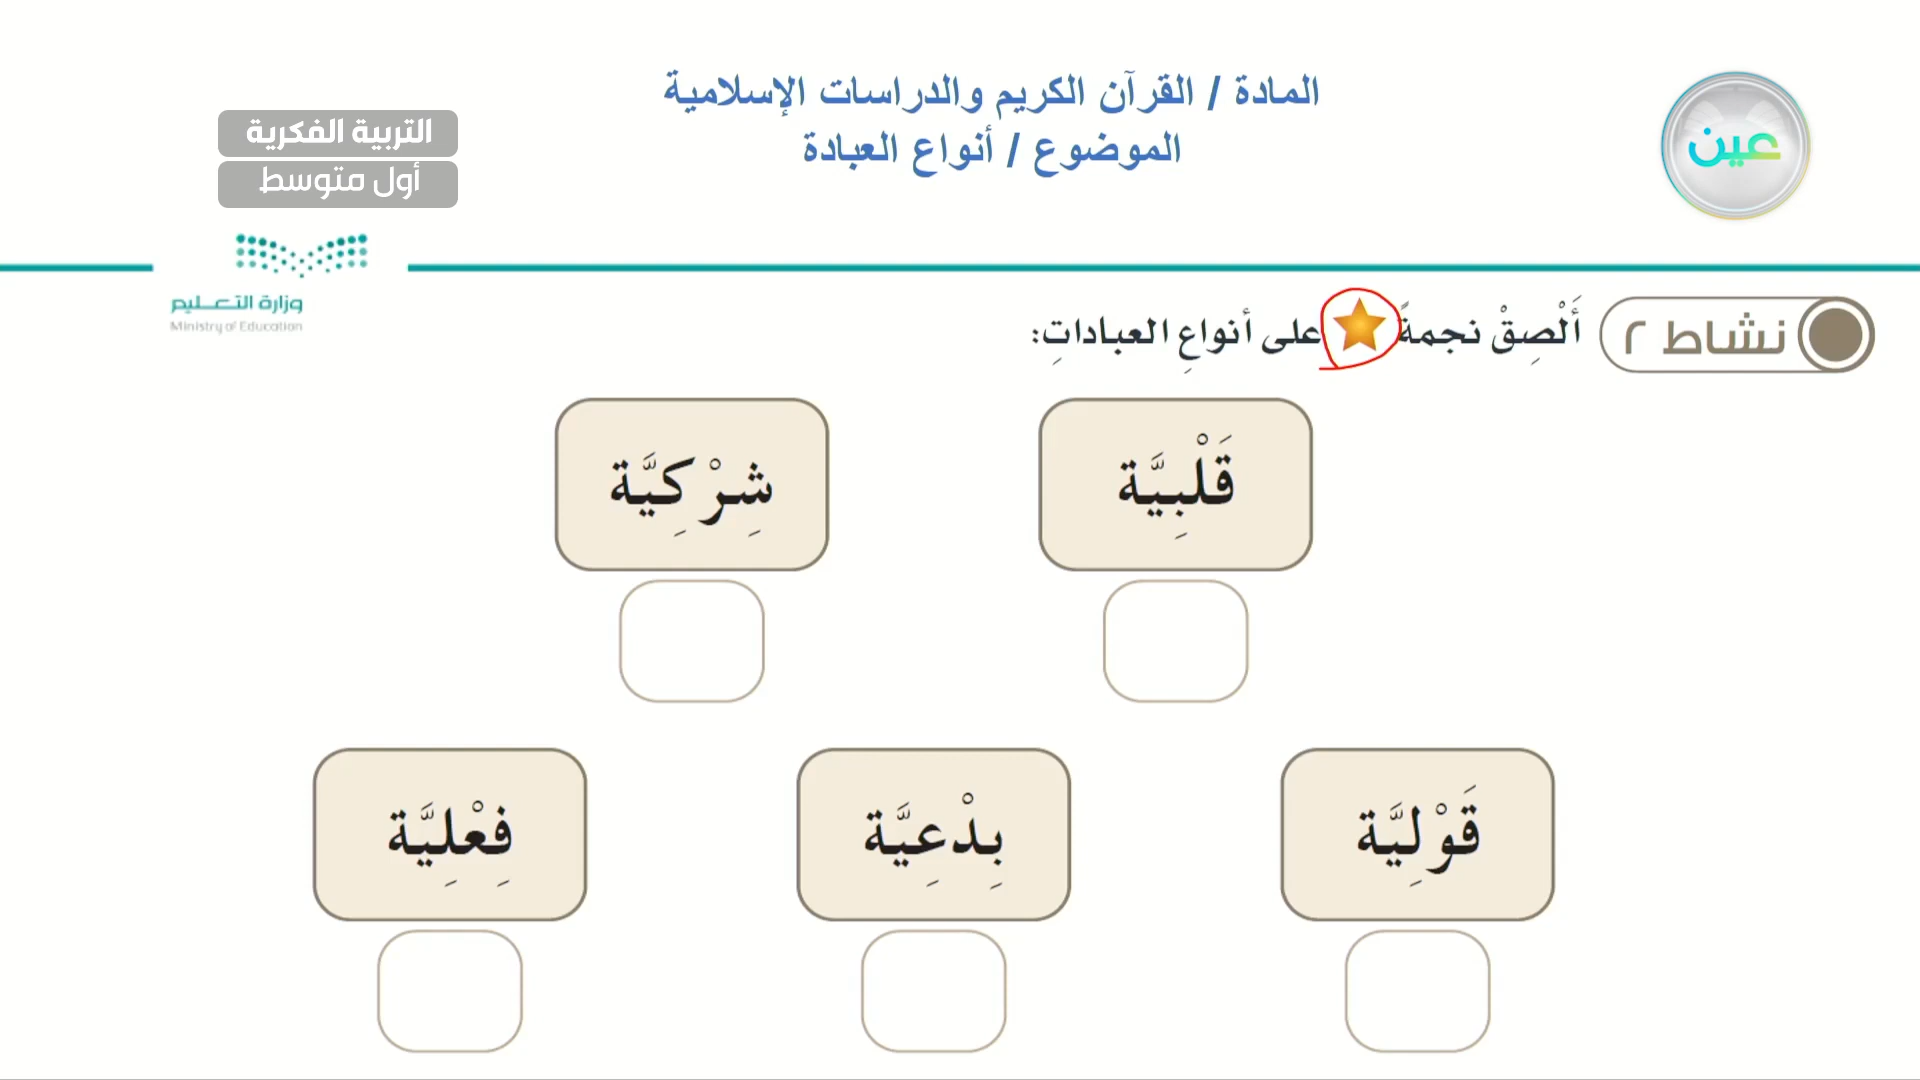 المادة / القرآن الكريم والدراسات الإسلامية
الموضوع / أنواع العبادة
عين
التربية الفكرية
أول متوسط
وزارة التعليم
Ministry of Education
نشاط ٢
أَلْصِقْ نجمةً على أنواعِ العباداتِ:
قَلْبِيَّة
شِرْكِيَّة
قَوْلِيَّة
بِدْعِيَّة
فِعْلِيَّة